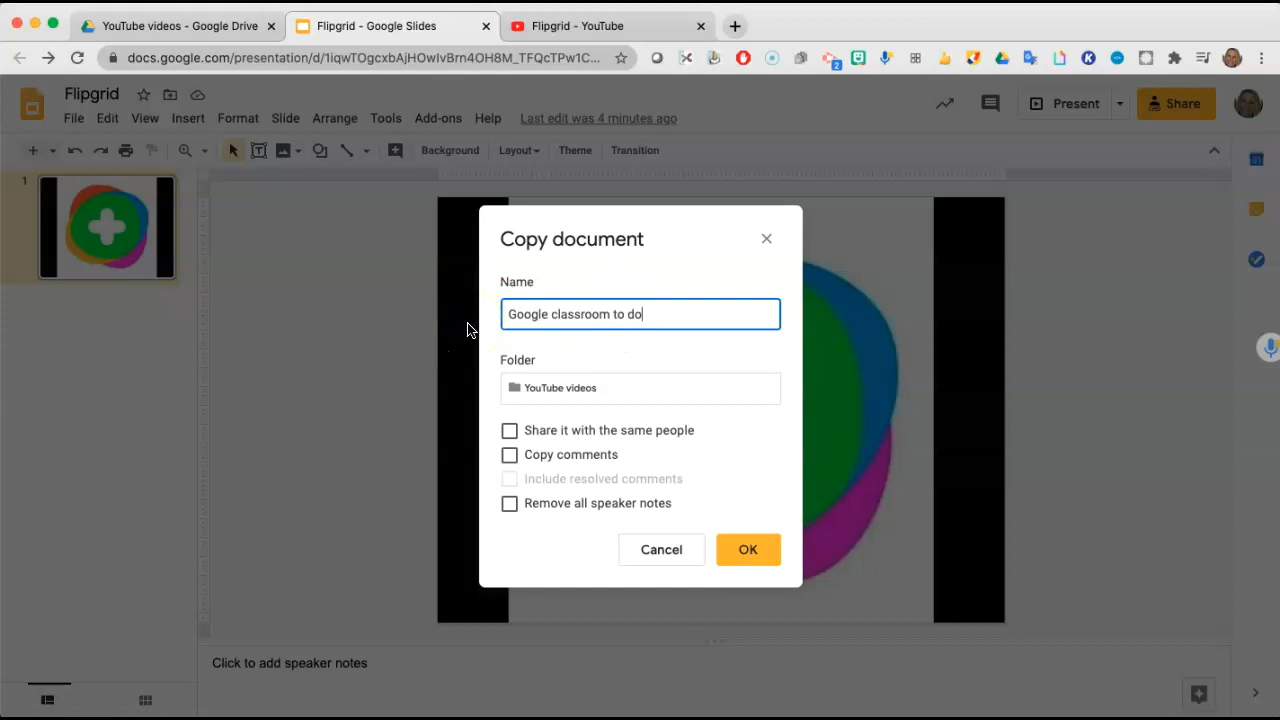 YouTube videos - Google Drive
Flipgrid - Google Slides
Flipgrid - YouTube
docs.google.com/presentation/d/1iqwTOgcxbAjHOwIvBrn4OH8M_TFQcTPw1C...
2
Flipgrid
File Edit View Insert Format Slide Arrange Tools Add-ons Help Last edit was 4 minutes ago
Present
Share
Background Layout Theme Transition
1
Copy document
Name
Google classroom to do
Folder
YouTube videos
Share it with the same people
Copy comments
Include resolved comments
Remove all speaker notes
Cancel OK
Click to add speaker notes